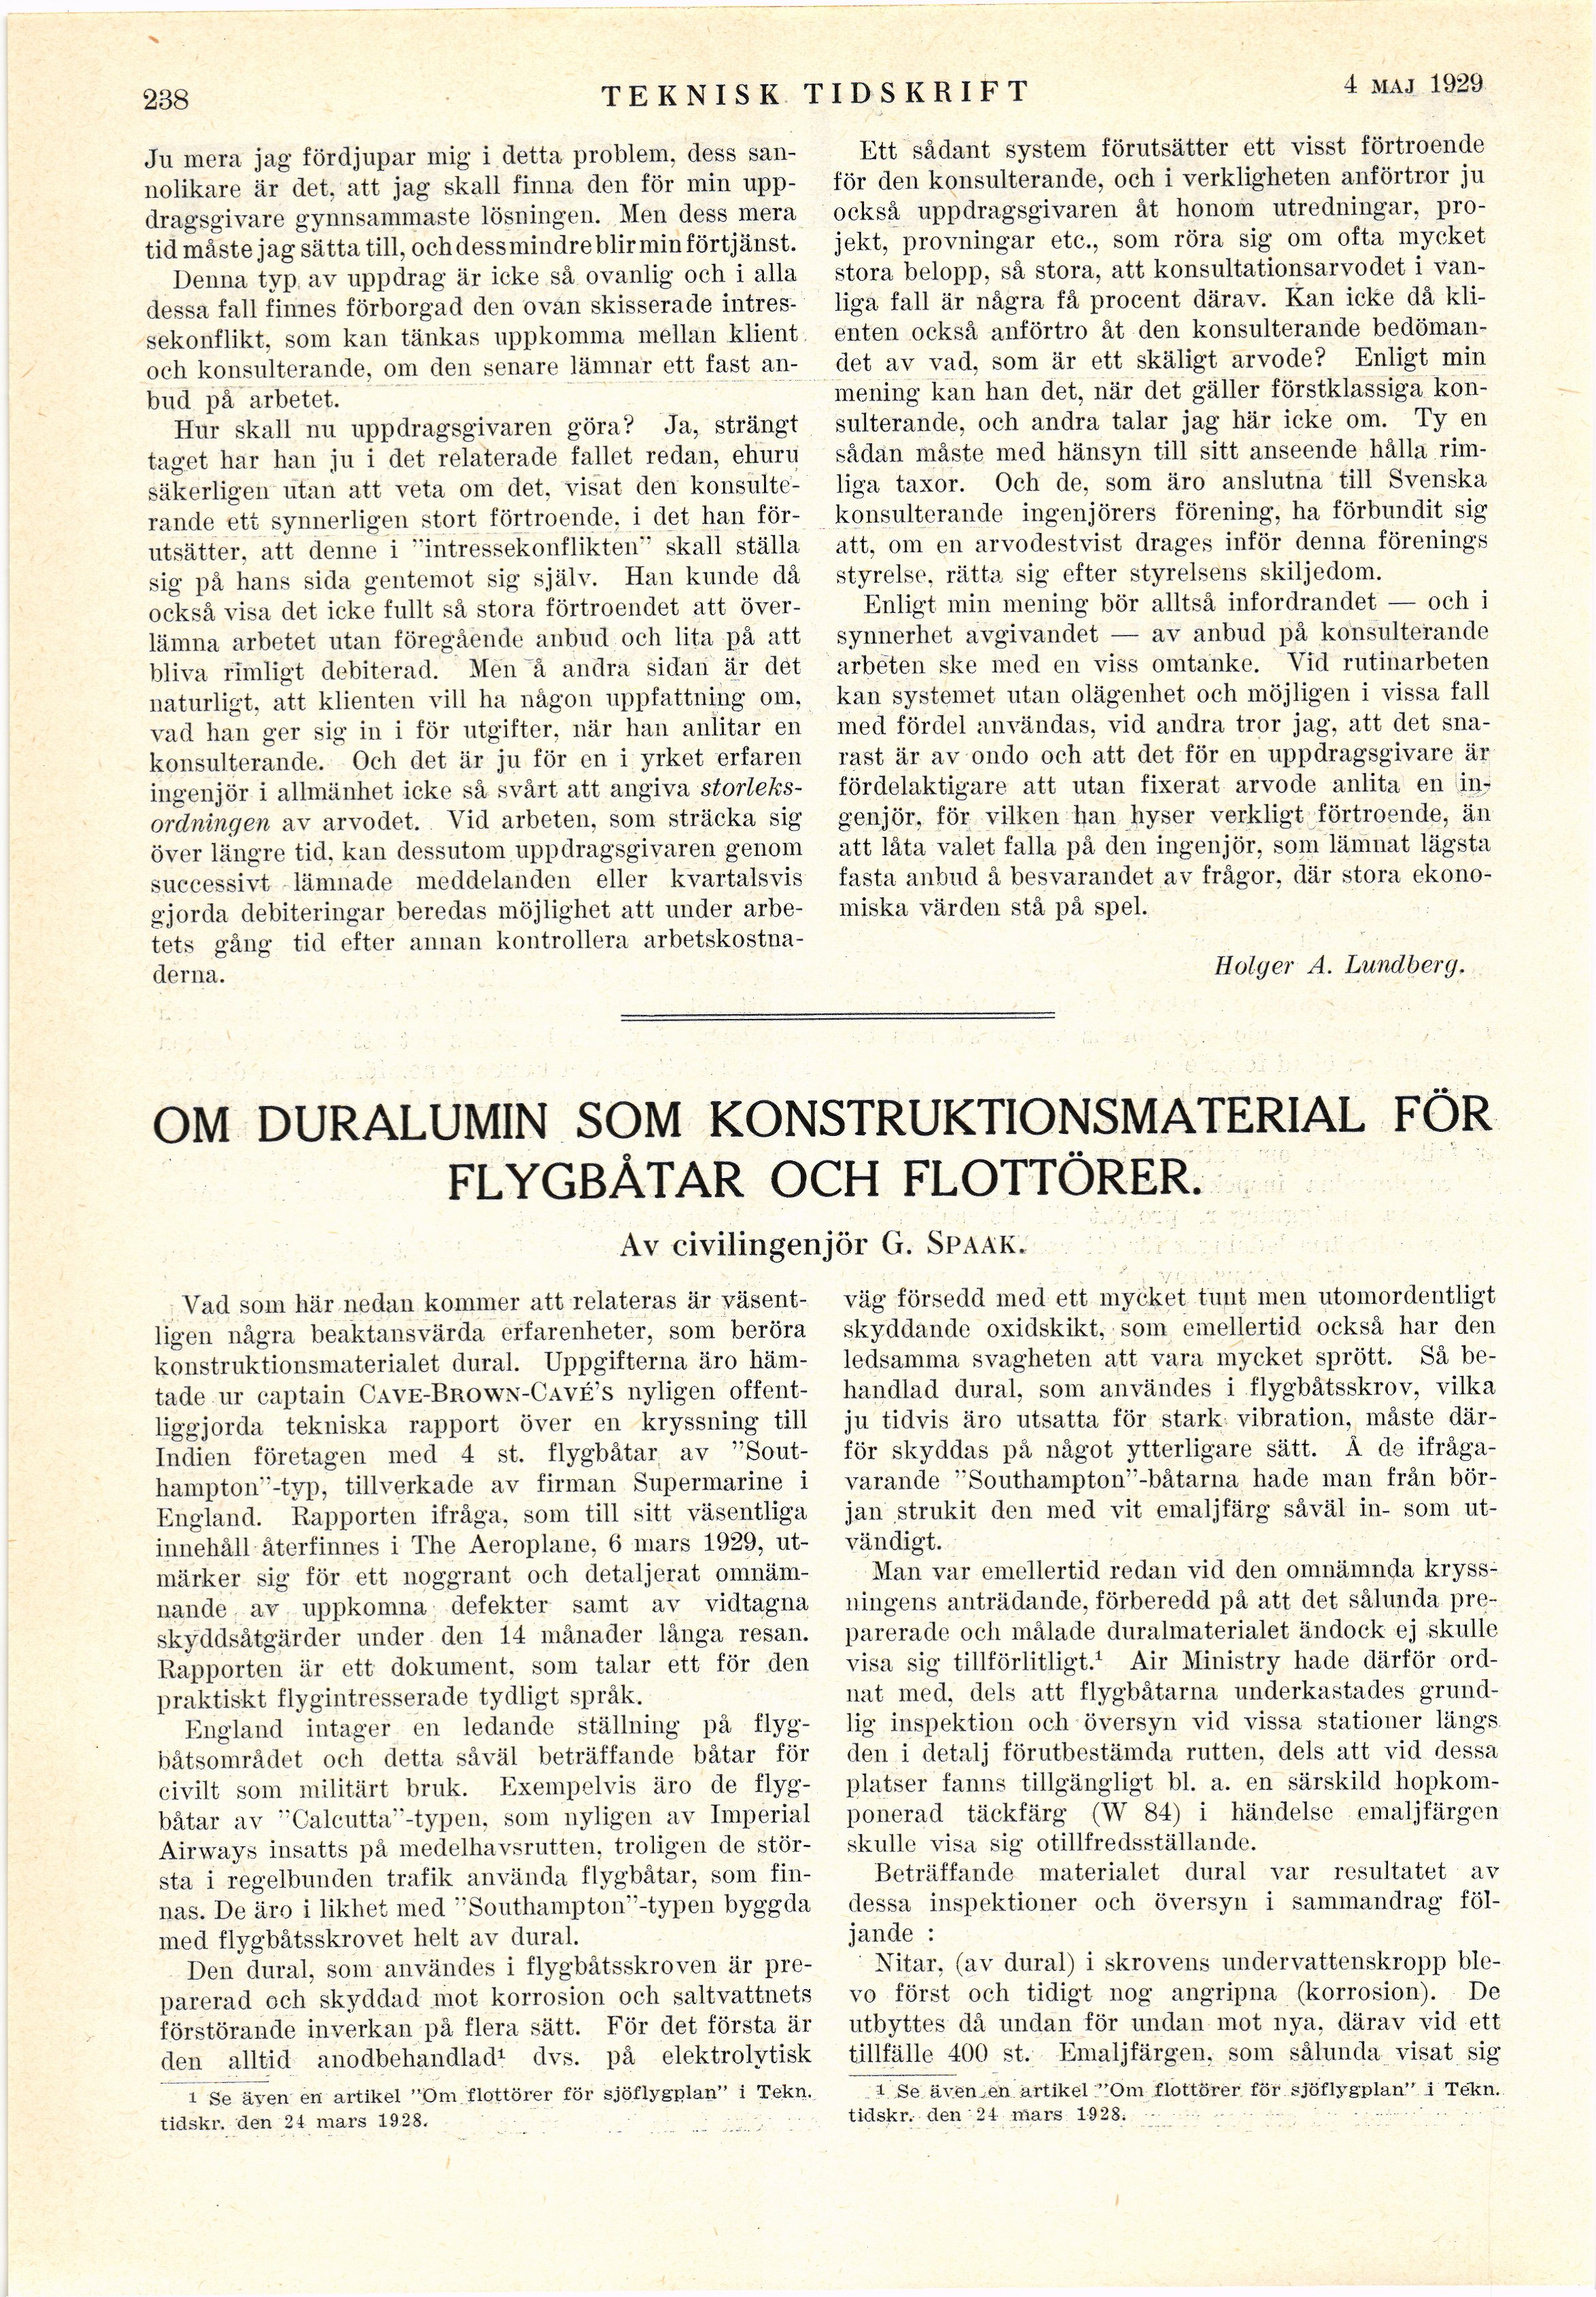 238
TEKNISK TIDSKRIFT
4 MAJ 1929
Ju mera jag fördjupar mig i detta problem, dess san-
nolikare är det, att jag skall finna den för min upp-
dragsgivare gynnsammaste lösningen. Men dess mera
tid måste jag sätta till, och dess mindre blir min förtjänst.
Denna typ av uppdrag är icke så ovanlig och i alla
dessa fall finnes förborgad den ovan skisserade intres-
sekonflikt, som kan tänkas uppkomma mellan klient
och konsulterande, om den senare lämnar ett fast an-
bud på arbetet.
Hur skall nu uppdragsgivaren göra? Ja, strängt
taget har han ju i det relaterade fallet redan, ehuru
säkerligen utan att veta om det, visat den konsulte-
rande ett synnerligen stort förtroende, i det han för-
utsätter, att denne i "intressekonflikten" skall ställa
sig på hans sida gentemot sig själv. Han kunde då
också visa det icke fullt så stora förtroendet att över-
lämna arbetet utan föregående anbud och lita på att
bliva rimligt debiterad. Men å andra sidan är det
naturligt, att klienten vill ha någon uppfattning om,
vad han ger sig in i för utgifter, när han anlitar en
konsulterande. Och det är ju för en i yrket erfaren
ingenjör i allmänhet icke så svårt att angiva storleks-
ordningen av arvodet. Vid arbeten, som sträcka sig
över längre tid, kan dessutom uppdragsgivaren genom
successivt lämnade meddelanden eller kvartalsvis
gjorda debiteringar beredas möjlighet att under arbe-
tets gång tid efter annan kontrollera arbetskostna-
derna.
Ett sådant system förutsätter ett visst förtroende
för den konsulterande, och i verkligheten anförtror ju
också uppdragsgivaren åt honom utredningar, pro-
jekt, provningar etc., som röra sig om ofta mycket
stora belopp, så stora, att konsultationsarvodet i van-
liga fall är några få procent därav. Kan icke då kli-
enten också anförtro åt den konsulterande bedöman-
det av vad, som är ett skäligt arvode? Enligt min
mening kan han det, när det gäller förstklassiga kon-
sulterande, och andra talar jag här icke om. Ty en
sådan måste med hänsyn till sitt anseende hålla rim-
liga taxor. Och de, som äro anslutna till Svenska
konsulterande ingenjörers förening, ha förbundit sig
att, om en arvodestvist drages inför denna förenings
styrelse, rätta sig efter styrelsens skiljedom.
Enligt min mening bör alltså infordrandet — och i
synnerhet avgivandet — av anbud på konsulterande
arbeten ske med en viss omtanke. Vid rutinarbeten
kan systemet utan olägenhet och möjligen i vissa fall
med fördel användas, vid andra tror jag, att det sna-
rast är av ondo och att det för en uppdragsgivare är
fördelaktigare att utan fixerat arvode anlita en in-
genjör, för vilken han hyser verkligt förtroende, än
att låta valet falla på den ingenjör, som lämnat lägsta
fasta anbud å besvarandet av frågor, där stora ekono-
miska värden stå på spel.
Holger A. Lundberg.
OM DURALUMIN SOM KONSTRUKTIONSMATERIAL FÖR
FLYGBÅTAR OCH FLOTTÖRER.
Av civilingenjör G. SPAAK.
Vad som här nedan kommer att relateras är väsent-
ligen några beaktansvärda erfarenheter, som beröra
konstruktionsmaterialet dural. Uppgifterna äro häm-
tade ur captain CAVE-BROWN-CAVÉ'S nyligen offent-
liggjorda tekniska rapport över en kryssning till
Indien företagen med 4 st. flygbåtar av "Sout-
hampton"-typ, tillverkade av firman Supermarine i
England. Rapporten ifråga, som till sitt väsentliga
innehåll återfinnes i The Aeroplane, 6 mars 1929, ut-
märker sig för ett noggrant och detaljerat omnäm-
nande av uppkomna defekter samt av vidtagna
skyddsåtgärder under den 14 månader långa resan.
Rapporten är ett dokument, som talar ett för den
praktiskt flygintresserade tydligt språk.
England intager en ledande ställning på flyg-
båtsområdet och detta såväl beträffande båtar för
civilt som militärt bruk. Exempelvis äro de flyg-
båtar av "Calcutta"-typen, som nyligen av Imperial
Airways insatts på medelhavsrutten, troligen de stör-
sta i regelbunden trafik använda flygbåtar, som fin-
nas. De äro i likhet med "Southampton"-typen byggda
med flygbåtsskrovet helt av dural.
Den dural, som användes i flygbåtsskroven är pre-
parerad och skyddad mot korrosion och saltvattnets
förstörande inverkan på flera sätt. För det första är
den alltid anodbehandlad¹ dvs. på elektrolytisk
1 Se även en artikel "Om flottörer för sjöflygplan" i Tekn.
tidskr. den 24 mars 1928.
väg försedd med ett mycket tunt men utomordentligt
skyddande oxidskikt, som emellertid också har den
ledsamma svagheten att vara mycket sprött. Så be-
handlad dural, som användes i flygbåtsskrov, vilka
ju tidvis äro utsatta för stark vibration, måste där-
för skyddas på något ytterligare sätt. Å de ifråga-
varande "Southampton"-båtarna hade man från bör-
jan strukit den med vit emaljfärg såväl in- som ut-
vändigt.
Man var emellertid redan vid den omnämnda kryss-
ningens anträdande, förberedd på att det sålunda pre-
parerade och målade duralmaterialet ändock ej skulle
visa sig tillförlitligt.¹ Air Ministry hade därför ord-
nat med, dels att flygbåtarna underkastades grund-
lig inspektion och översyn vid vissa stationer längs
den i detalj förutbestämda rutten, dels att vid dessa
platser fanns tillgängligt bl. a. en särskild hopkom-
ponerad täckfärg (W 84) i händelse emaljfärgen
skulle visa sig otillfredsställande.
Beträffande materialet dural var resultatet av
dessa inspektioner och översyn i sammandrag föl-
jande :
Nitar, (av dural) i skrovens undervattenskropp ble-
vo först och tidigt nog angripna (korrosion). De
utbyttes då undan för undan mot nya, därav vid ett
tillfälle 400 st. Emaljfärgen, som sålunda visat sig
1 Se även en artikel "Om flottörer för sjöflygplan" i Tekn.
tidskr. den 24 mars 1928.